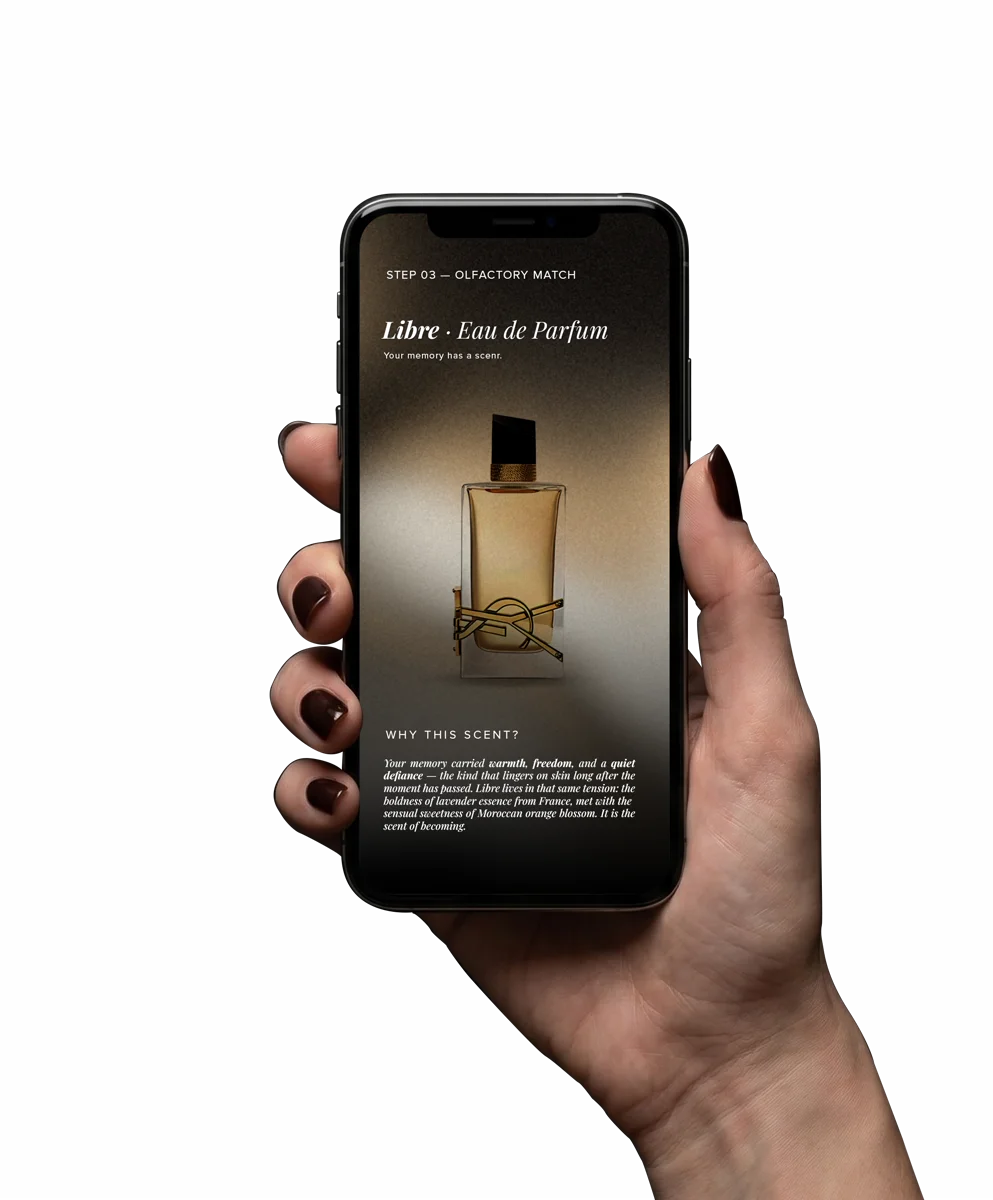 STEP 03 — OLFACTORY MATCH
Libre · Eau de Parfum
Your memory has a scenr.
WHY THIS SCENT?
Your memory carried warmth, freedom, and a quiet
defiance — the kind that lingers on skin long after the
moment has passed. Libre lives in that same tension: the
boldness of lavender essence from France, met with the
sensual sweetness of Moroccan orange blossom. It is the
scent of becoming.